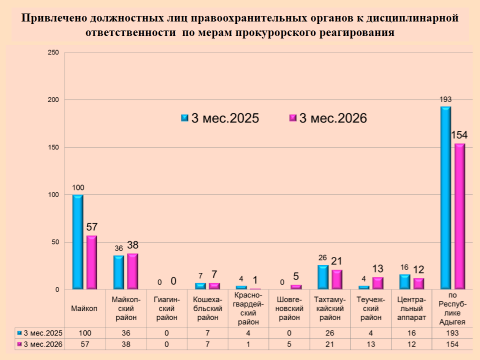 Привлечено должностных лиц правоохранительных органов к дисциплинарной
ответственности по мерам прокурорского реагирования
250
200
150
100
50
0
3 мес.2025 3 мес.2026
100 57
36 38
0 0
7 7
4 1
0 5
26 21
4 13
16 12
193 154
Майкоп
Майкоп-
ский
район
Гиагин-
ский
район
Кошеха-
бльский
район
Красно-
гвардей-
ский
район
Шовге-
новский
район
Тахтаму-
кайский
район
Теучеж-
ский
район
Централь-
ный
аппарат
по
Респуб-
лике
Адыгея
3 мес.2025 100 36 0 7 4 0 26 4 16 193
3 мес.2026 57 38 0 7 1 5 21 13 12 154